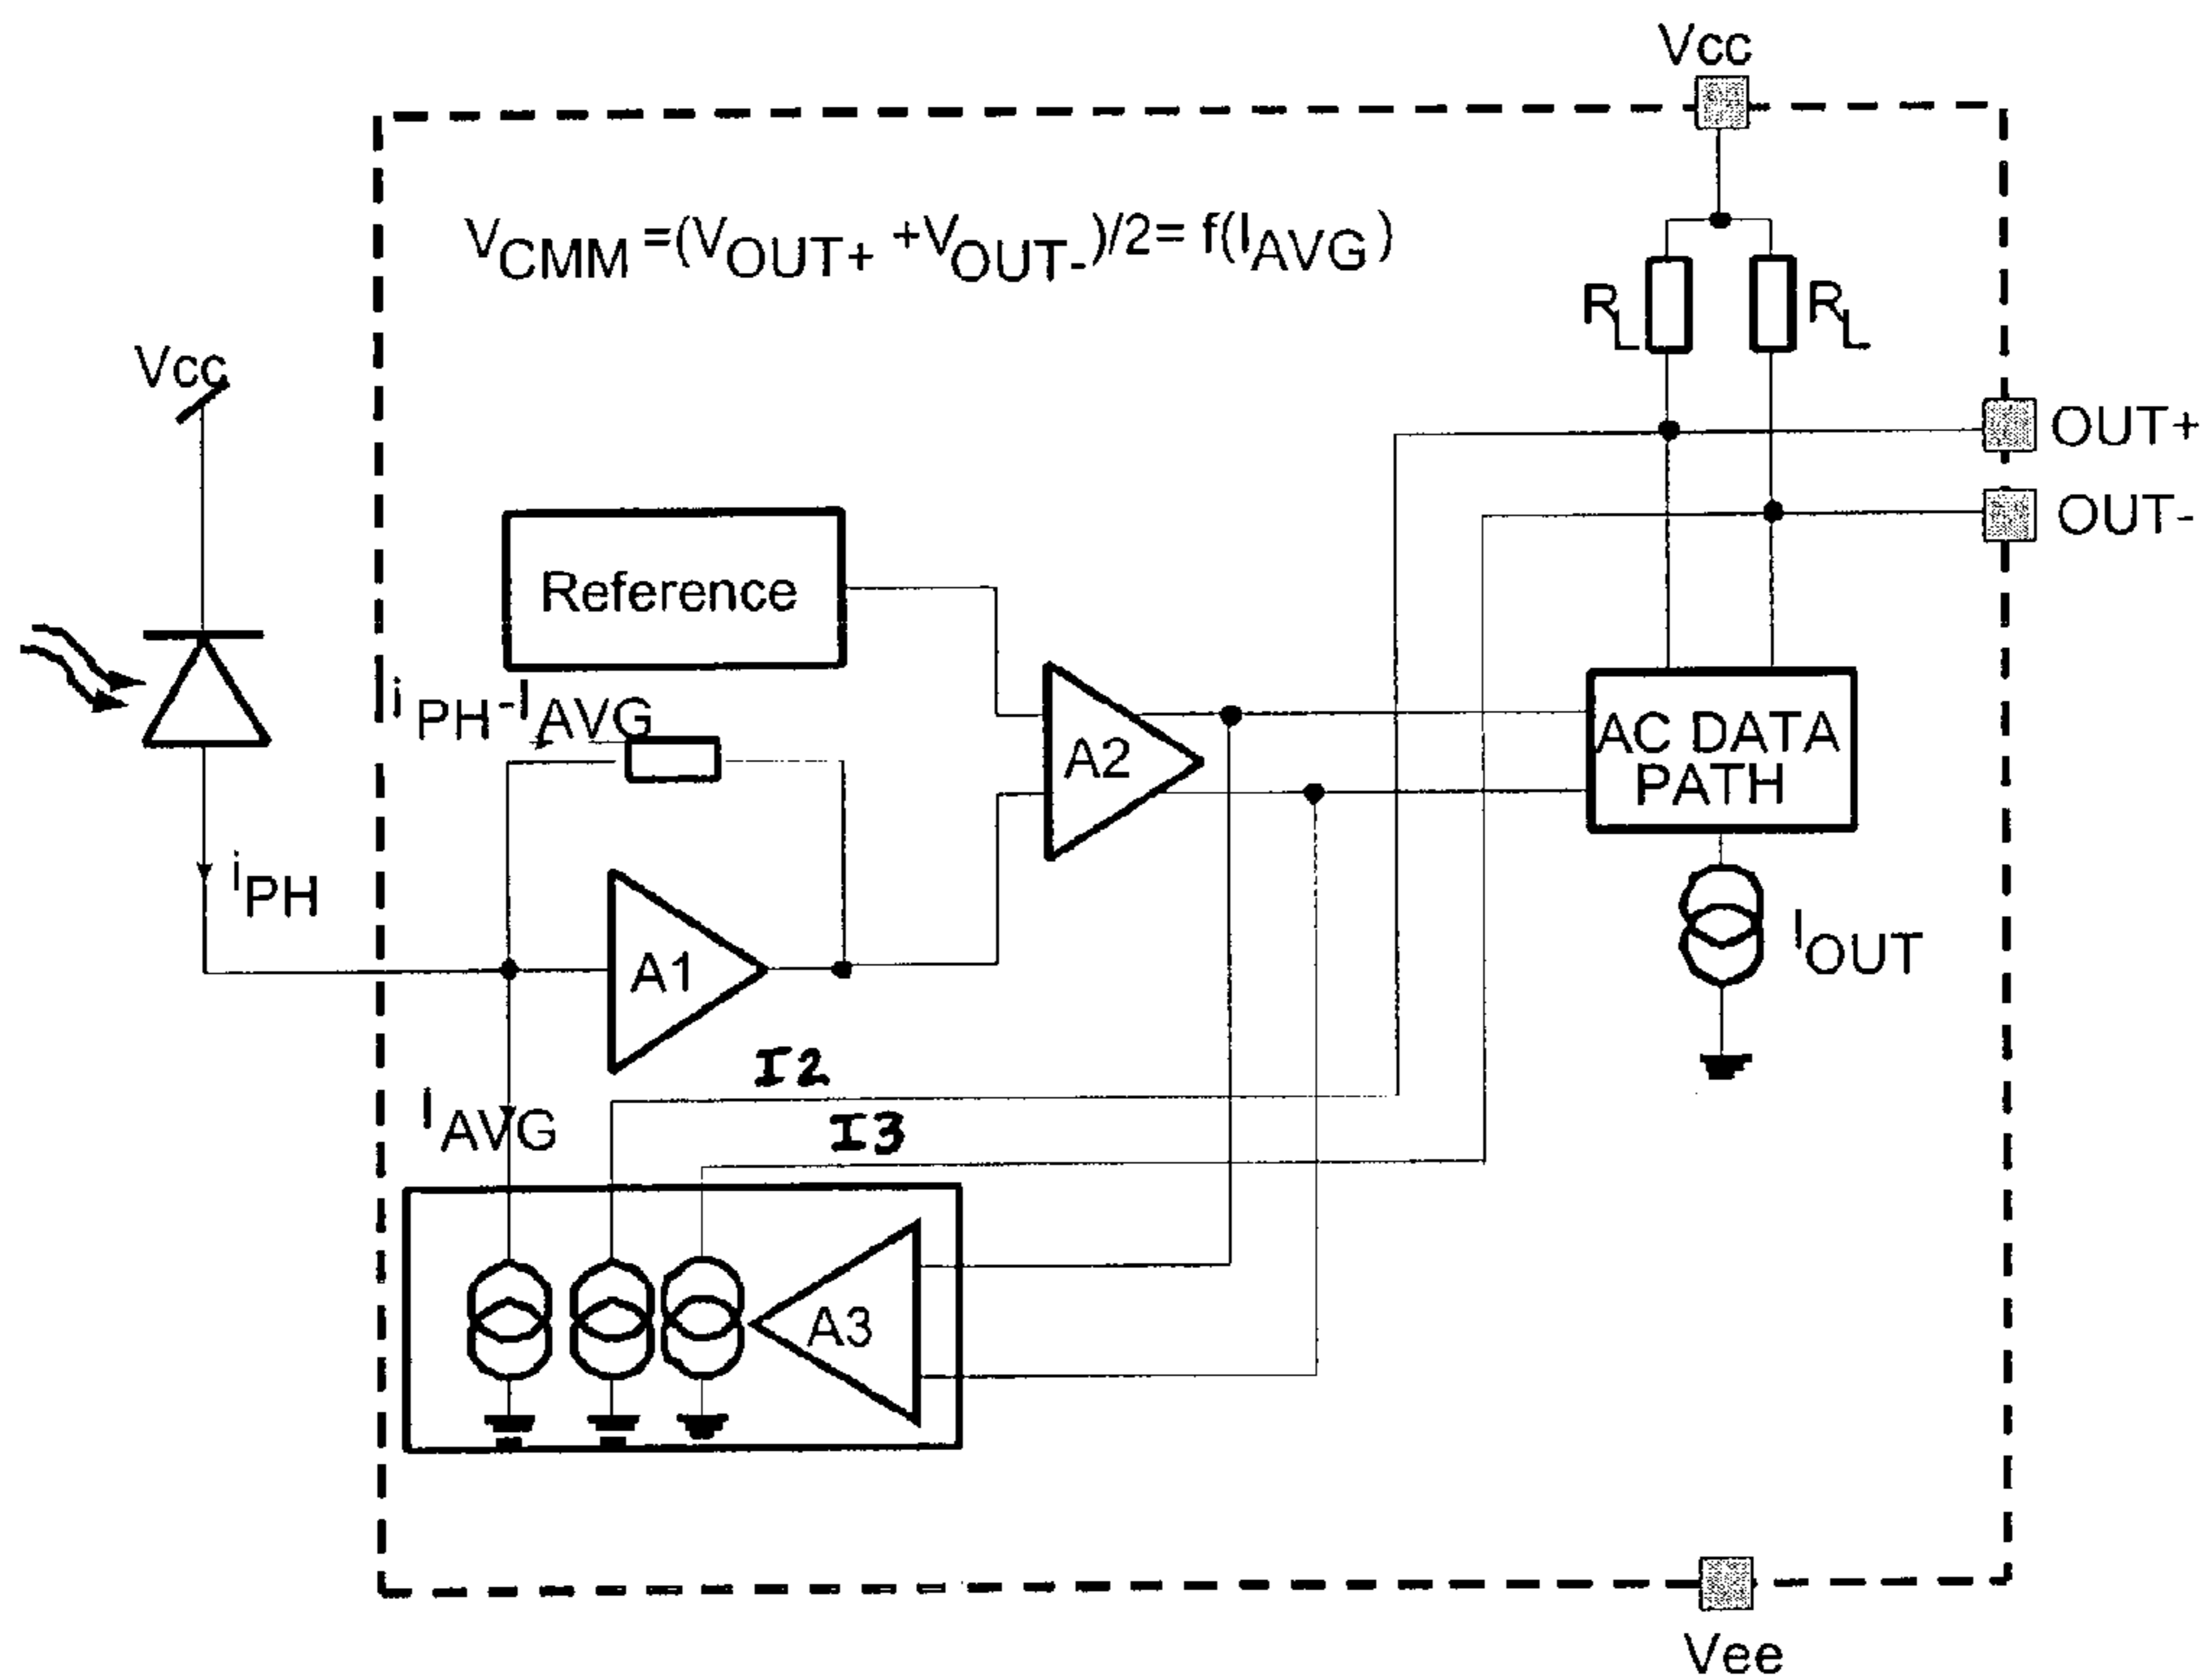 Vcc
V_CMM =(V_OUT+ +V_OUT-)/2= f(I_AVG)
R_L
R_L
Vcc
OUT+
OUT-
Reference
i_PH-I_AVG
A2
AC DATA
PATH
i_PH
A1
I_OUT
I2
I_AVG
I3
A3
Vee